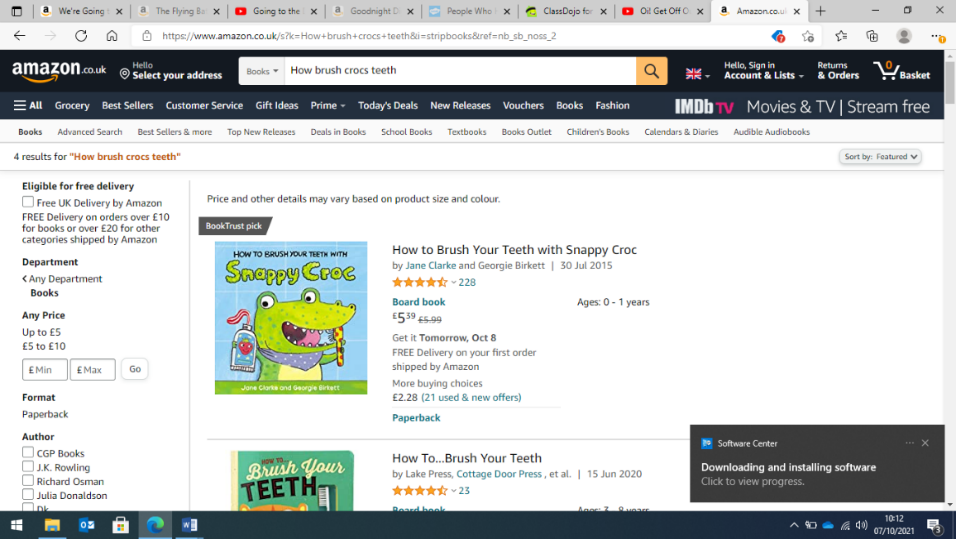 We're Going
The Flying Ba
Going to the
Goodnight D
People Who
ClassDojo for
Oi! Get Off O
Amazon.co.uk
https://www.amazon.co.uk/s?k=How+brush+crocs+teeth&i=stripbooks&ref=nb_sb_noss_2
amazon.co.uk
Hello
Select your address
Books
How brush crocs teeth
Hello, Sign in
Account & Lists
Returns
& Orders
0
Basket
All Grocery Best Sellers Customer Service Gift Ideas Prime Today's Deals New Releases Vouchers Books Fashion
IMDb TV Movies & TV | Stream free
Books Advanced Search Best Sellers & more Top New Releases Deals in Books School Books Textbooks Books Outlet Children's Books Calendars & Diaries Audible Audiobooks
4 results for "How brush crocs teeth"
Sort by: Featured
Eligible for free delivery
Free UK Delivery by Amazon
FREE Delivery on orders over £10
for books or over £20 for other
categories shipped by Amazon
Department
Any Department
Books
Any Price
Up to £5
£5 to £10
£ Min £ Max Go
Format
Paperback
Author
CGP Books
J.K. Rowling
Richard Osman
Julia Donaldson
Dk
Price and other details may vary based on product size and colour.
BookTrust pick
HOW TO BRUSH YOUR TEETH WITH
Snappy Croc
Jane Clarke and Georgie Birkett
How to Brush Your Teeth with Snappy Croc
by Jane Clarke and Georgie Birkett | 30 Jul 2015
228
Board book
£5.39 £5.99
Ages: 0 - 1 years
Get it Tomorrow, Oct 8
FREE Delivery on your first order
shipped by Amazon
More buying choices
£2.28 (21 used & new offers)
Paperback
HOW TO...
Brush Your
TEETH
How To...Brush Your Teeth
by Lake Press, Cottage Door Press , et al. | 15 Jun 2020
23
Board book
Ages: 3 - 8 years
Software Center
Downloading and installing software
Click to view progress.
10:12
07/10/2021
3